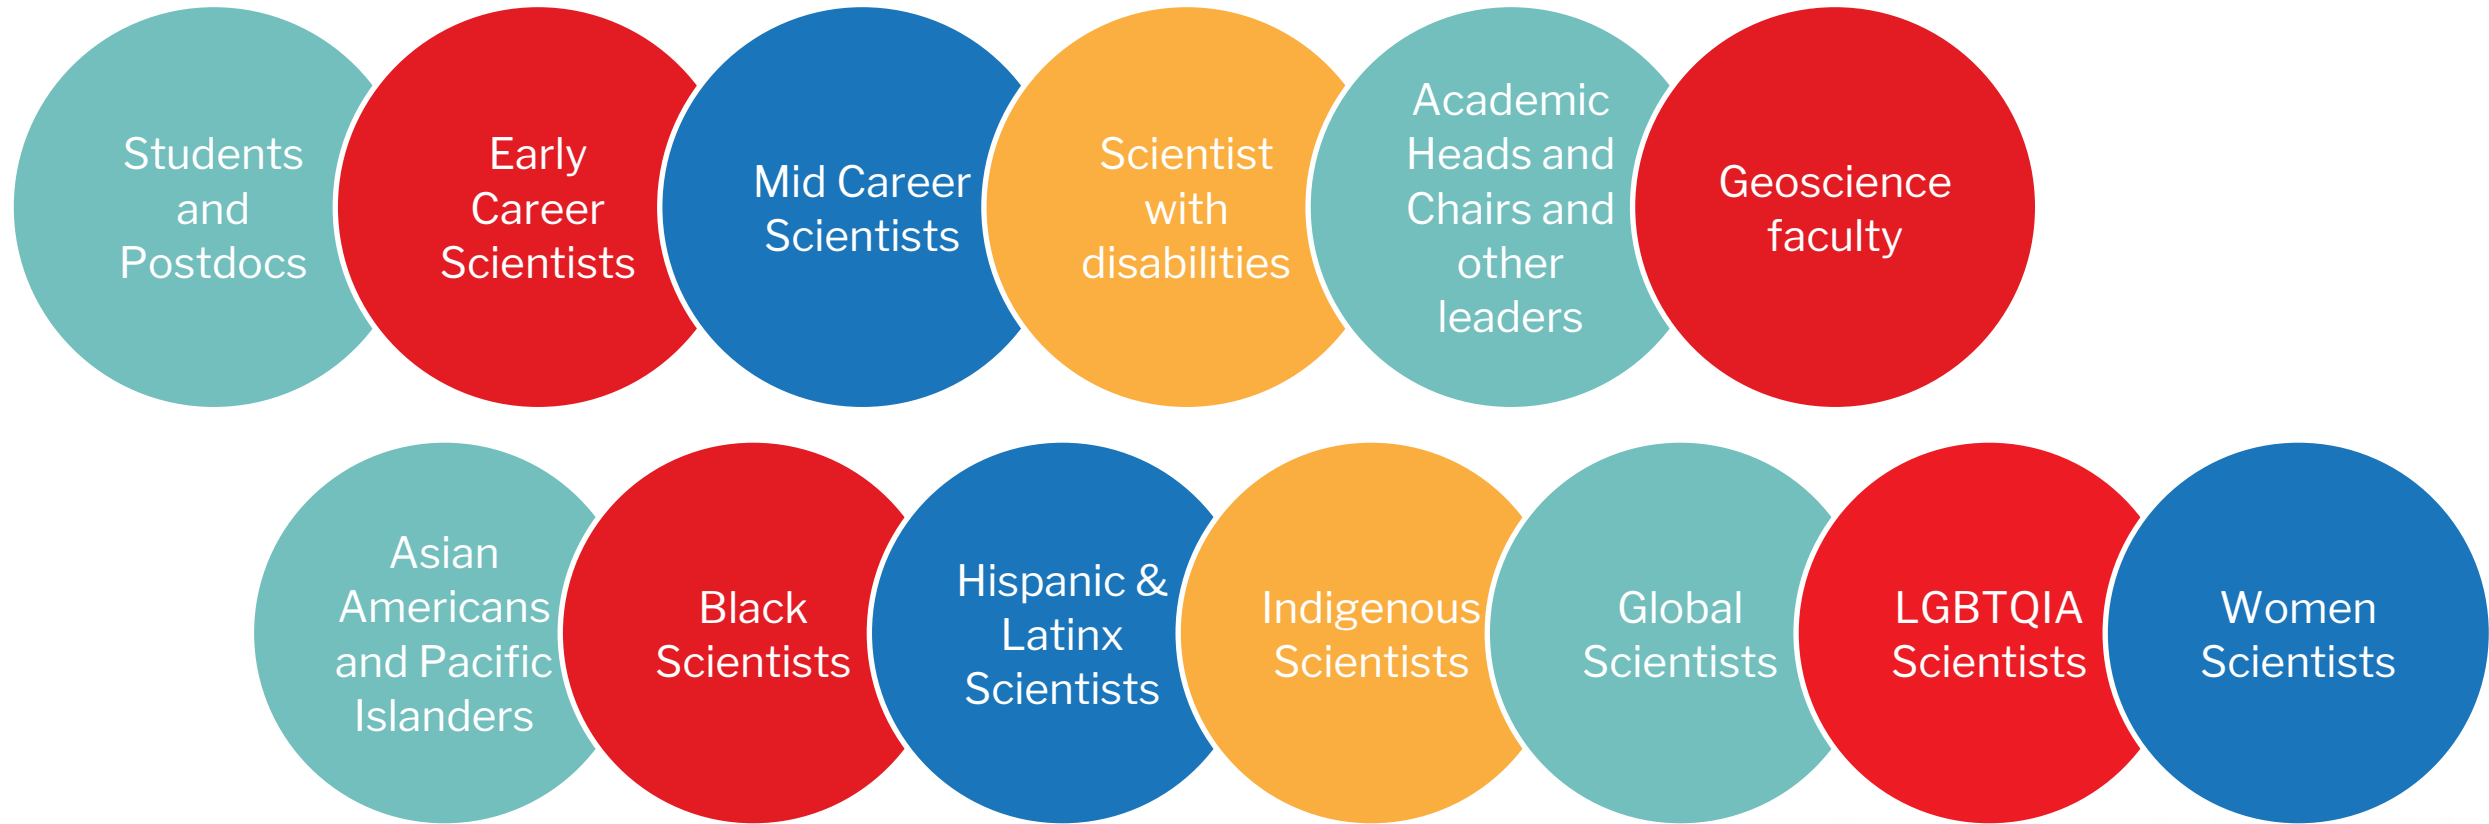 Students
and
Postdocs
Early
Career
Scientists
Mid Career
Scientists
Scientist
with
disabilities
Academic
Heads and
Chairs and
other
leaders
Geoscience
faculty
Asian
Americans
and Pacific
Islanders
Black
Scientists
Hispanic &
Latinx
Scientists
Indigenous
Scientists
Global
Scientists
LGBTQIA
Scientists
Women
Scientists